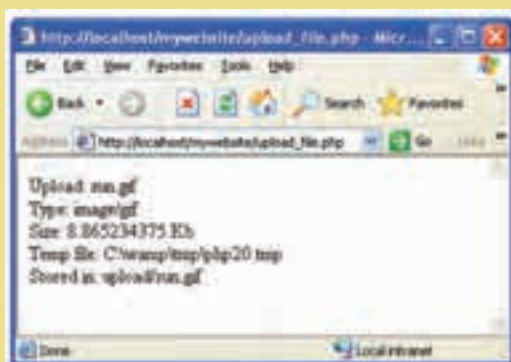 http://localhost/mywebsite/upload_file.php - Micr...
File Edit View Favorites Tools Help
Back Search Favorites
Address http://localhost/mywebsite/upload_file.php Go Links
Upload: sun.gif
Type: image/gif
Size: 8.865234375 Kb
Temp file: C:\wamp\tmp\php20.tmp
Stored in: upload/sun.gif
Done Local intranet